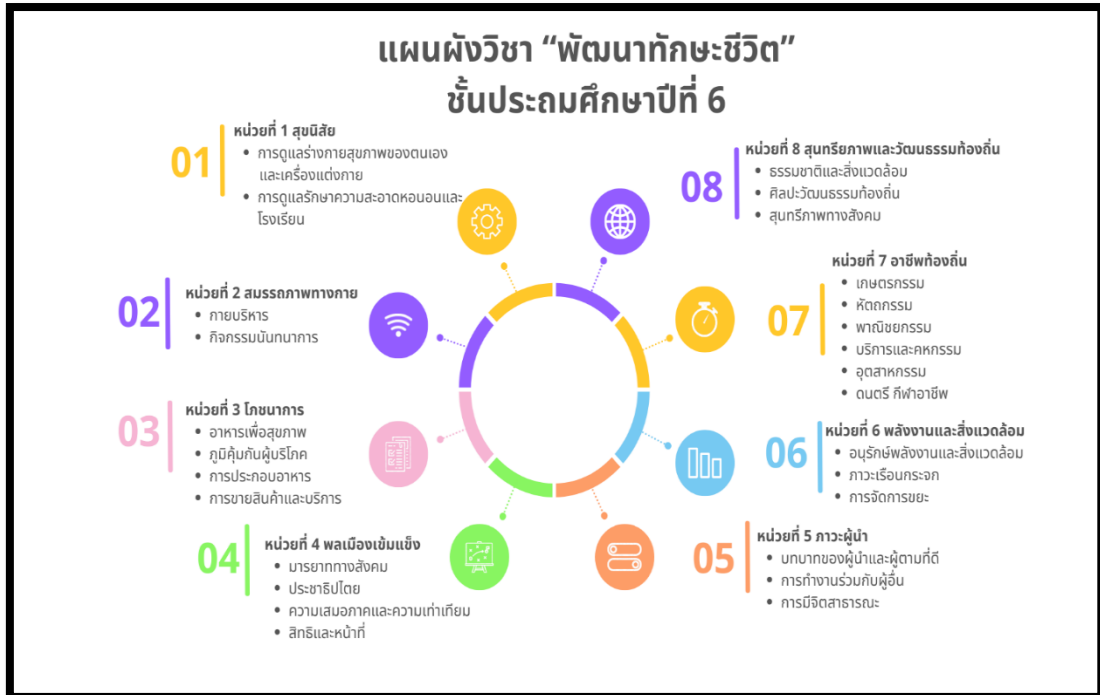 แผนผังวิชา “พัฒนาทักษะชีวิต”
ชั้นประถมศึกษาปีที่ 6
01
หน่วยที่ 1 สุขนิสัย
• การดูแลร่างกายสุขภาพของตนเอง
และเครื่องแต่งกาย
• การดูแลรักษาความสะอาดหอนอนและ
โรงเรียน
02
หน่วยที่ 2 สมรรถภาพทางกาย
• กายบริหาร
• กิจกรรมนันทนาการ
03
หน่วยที่ 3 โภชนาการ
• อาหารเพื่อสุขภาพ
• ภูมิคุ้มกันผู้บริโภค
• การประกอบอาหาร
• การขายสินค้าและบริการ
04
หน่วยที่ 4 พลเมืองเข้มแข็ง
• มารยาททางสังคม
• ประชาธิปไตย
• ความเสมอภาคและความเท่าเทียม
• สิทธิและหน้าที่
05
หน่วยที่ 5 ภาวะผู้นำ
• บทบาทของผู้นำและผู้ตามที่ดี
• การทำงานร่วมกับผู้อื่น
• การมีจิตสาธารณะ
06
หน่วยที่ 6 พลังงานและสิ่งแวดล้อม
• อนุรักษ์พลังงานและสิ่งแวดล้อม
• ภาวะเรือนกระจก
• การจัดการขยะ
07
หน่วยที่ 7 อาชีพท้องถิ่น
• เกษตรกรรม
• หัตถกรรม
• พาณิชยกรรม
• บริการและคหกรรม
• อุตสาหกรรม
• ดนตรี กีฬาอาชีพ
08
หน่วยที่ 8 สุนทรียภาพและวัฒนธรรมท้องถิ่น
• ธรรมชาติและสิ่งแวดล้อม
• ศิลปะวัฒนธรรมท้องถิ่น
• สุนทรีภาพทางสังคม